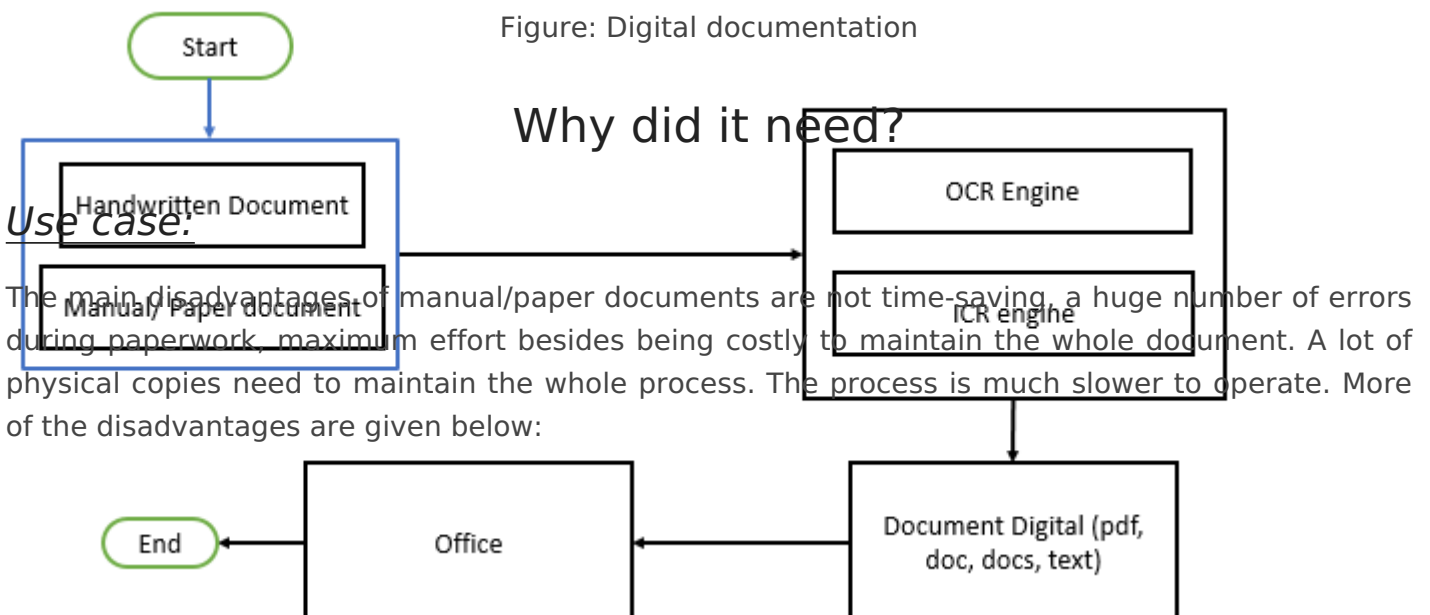 Start
Figure: Digital documentation
Why did it need?
Handwritten Document
OCR Engine
Use case:
Manual/ Paper document
ICR engine
The main disadvantages of manual/paper documents are not time-saving, a huge number of errors
during paperwork, maximum effort besides being costly to maintain the whole document. A lot of
physical copies need to maintain the whole process. The process is much slower to operate. More
of the disadvantages are given below:
End
Office
Document Digital (pdf,
doc, docs, text)